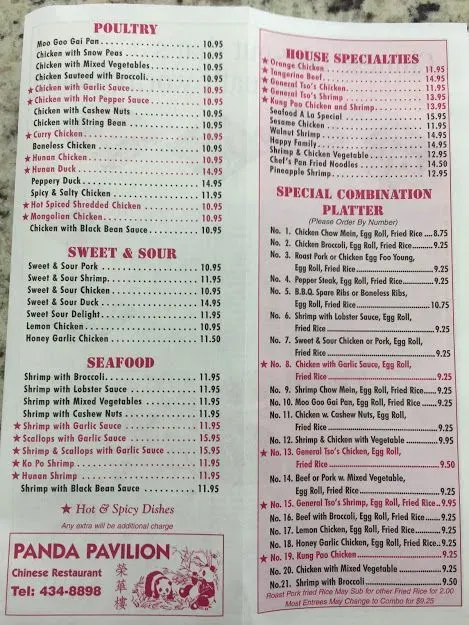 POULTRY
Moo Goo Gai Pan 10.95
Chicken with Snow Peas 10.95
Chicken with Mixed Vegetables 10.95
Chicken Sauteed with Broccoli 10.95
★ Chicken with Garlic Sauce 10.95
★ Chicken with Hot Pepper Sauce 10.95
Chicken with Cashew Nuts 10.95
Chicken with String Bean 10.95
★ Curry Chicken 10.95
Boneless Chicken 10.95
★ Hunan Chicken 10.95
★ Hunan Duck 14.95
Peppery Duck 14.95
Spicy & Salty Chicken 11.95
★ Hot Spiced Shredded Chicken 10.95
★ Mongolian Chicken 10.95
Chicken with Black Bean Sauce 10.95
SWEET & SOUR
Sweet & Sour Pork 10.95
Sweet & Sour Shrimp 11.95
Sweet & Sour Chicken 10.95
Sweet & Sour Duck 14.95
Sweet Sour Delight 11.95
Lemon Chicken 10.95
Honey Garlic Chicken 11.50
SEAFOOD
Shrimp with Broccoli 11.95
Shrimp with Lobster Sauce 11.95
Shrimp with Mixed Vegetables 11.95
Shrimp with Cashew Nuts 11.95
★ Shrimp with Garlic Sauce 11.95
★ Scallops with Garlic Sauce 15.95
★ Shrimp & Scallops with Garlic Sauce 15.95
★ Ko Po Shrimp 11.95
★ Hunan Shrimp 11.95
Shrimp with Black Bean Sauce 11.95
★ Hot & Spicy Dishes
Any extra will be additional charge
PANDA PAVILION
Chinese Restaurant
Tel: 434-8898
榮華樓
HOUSE SPECIALTIES
★ Orange Chicken 11.95
★ Tangerine Beef 14.95
★ General Tso's Chicken 11.95
★ General Tso's Shrimp 14.95
★ Kung Pao Chicken and Shrimp 13.95
Seafood A La Special 15.95
Sesame Chicken 11.95
Walnut Shrimp 14.95
Happy Family 14.95
Shrimp & Chicken Vegetable 12.95
Chef's Pan Fried Noodles 14.50
Pineapple Shrimp 12.95
SPECIAL COMBINATION
PLATTER
(Please Order By Number)
No. 1. Chicken Chow Mein, Egg Roll, Fried Rice 8.75
No. 2. Chicken Broccoli, Egg Roll, Fried Rice 9.25
No. 3. Roast Pork or Chicken Egg Foo Young,
Egg Roll, Fried Rice 9.25
No. 4. Pepper Steak, Egg Roll, Fried Rice 9.25
No. 5. B.B.Q. Spare Ribs or Boneless Ribs,
Egg Roll, Fried Rice 10.75
No. 6. Shrimp with Lobster Sauce, Egg Roll,
Fried Rice 9.25
No. 7. Sweet & Sour Chicken or Pork, Egg Roll,
Fried Rice 9.25
★ No. 8. Chicken with Garlic Sauce, Egg Roll,
Fried Rice 9.25
No. 9. Shrimp Chow Mein, Egg Roll, Fried Rice 9.25
No. 10. Moo Goo Gai Pan, Egg Roll, Fried Rice 9.25
No. 11. Chicken w. Cashew Nuts, Egg Roll,
Fried Rice 9.25
No. 12. Shrimp & Chicken with Vegetable 9.95
★ No. 13. General Tso's Chicken, Egg Roll,
Fried Rice 9.50
No. 14. Beef or Pork w. Mixed Vegetable,
Egg Roll, Fried Rice 9.25
★ No. 15. General Tso's Shrimp, Egg Roll, Fried Rice 9.95
No. 16. Beef with Broccoli, Egg Roll, Fried Rice 9.25
No. 17. Lemon Chicken, Egg Roll, Fried Rice 9.25
No. 18. Honey Garlic Chicken, Egg Roll, Fried Rice 9.25
★ No. 19. Kung Pao Chicken 9.25
No. 20. Chicken with Mixed Vegetable 9.25
No.21. Shrimp with Broccoli 9.50
Roast Pork fried Rice May Sub for other Fried Rice for 2.00
Most Entrees May Change to Combo for $9.25